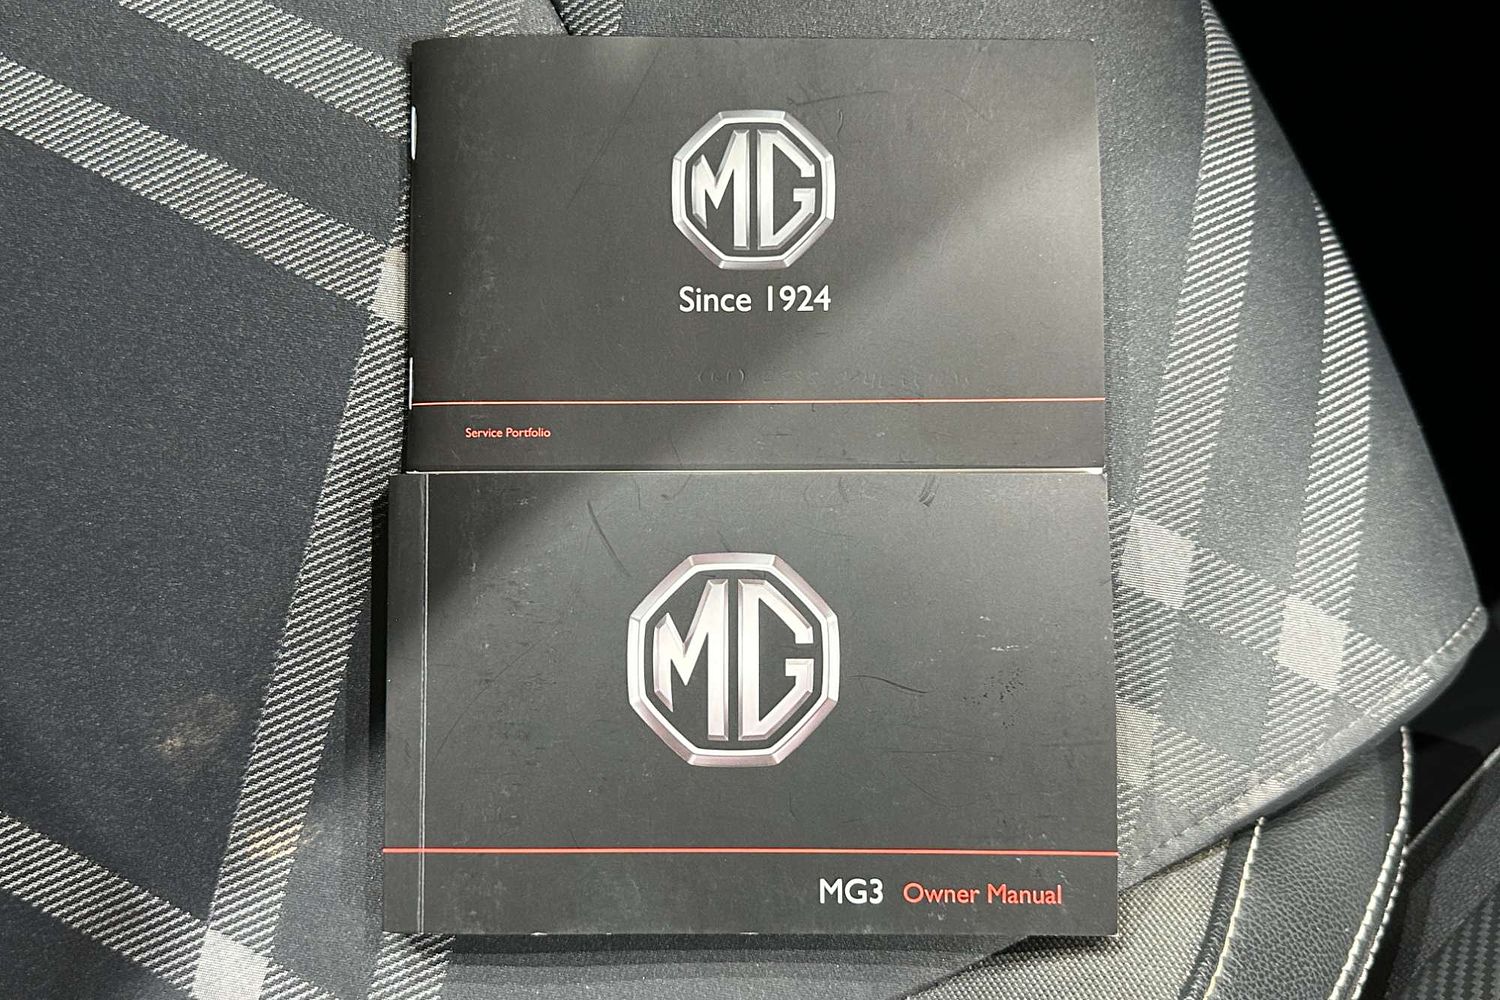 MG
Since 1924
Service Portfolio
MG
MG3 Owner Manual